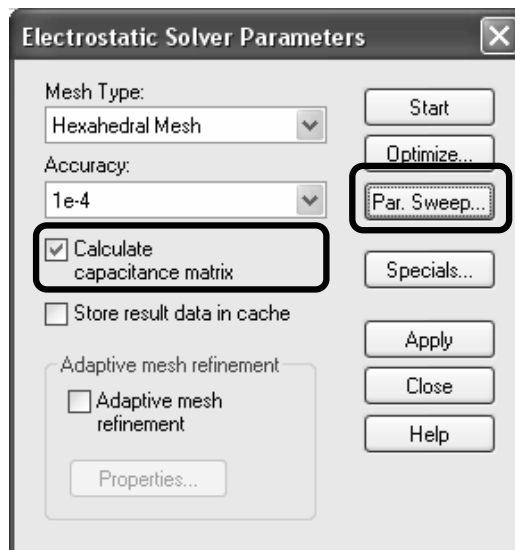 Electrostatic Solver Parameters
Mesh Type:
Hexahedral Mesh
Accuracy:
1e-4
Calculate
capacitance matrix
Store result data in cache
Adaptive mesh refinement
Adaptive mesh
refinement
Properties...
Start
Optimize...
Par. Sweep...
Specials...
Apply
Close
Help